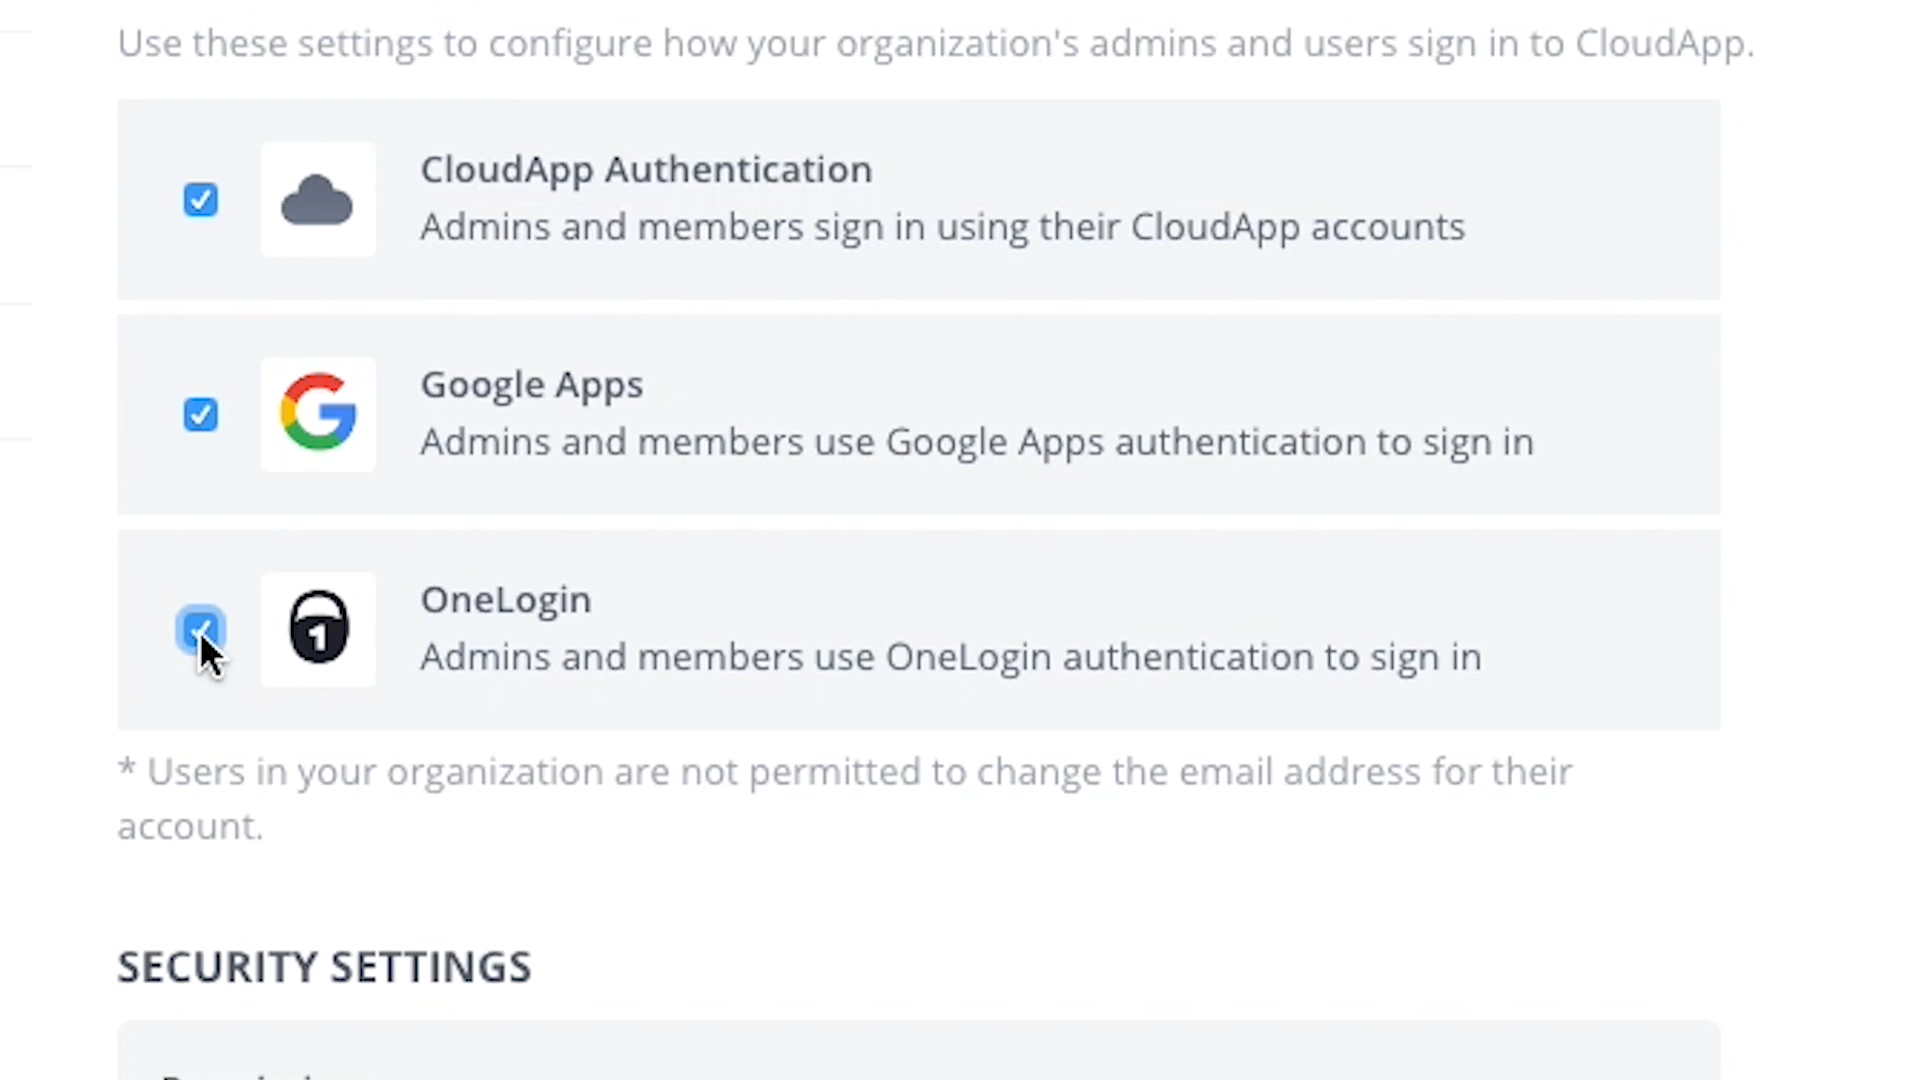 Use these settings to configure how your organization's admins and users sign in to CloudApp.
CloudApp Authentication
Admins and members sign in using their CloudApp accounts
Google Apps
Admins and members use Google Apps authentication to sign in
1
OneLogin
Admins and members use OneLogin authentication to sign in
* Users in your organization are not permitted to change the email address for their
account.
SECURITY SETTINGS